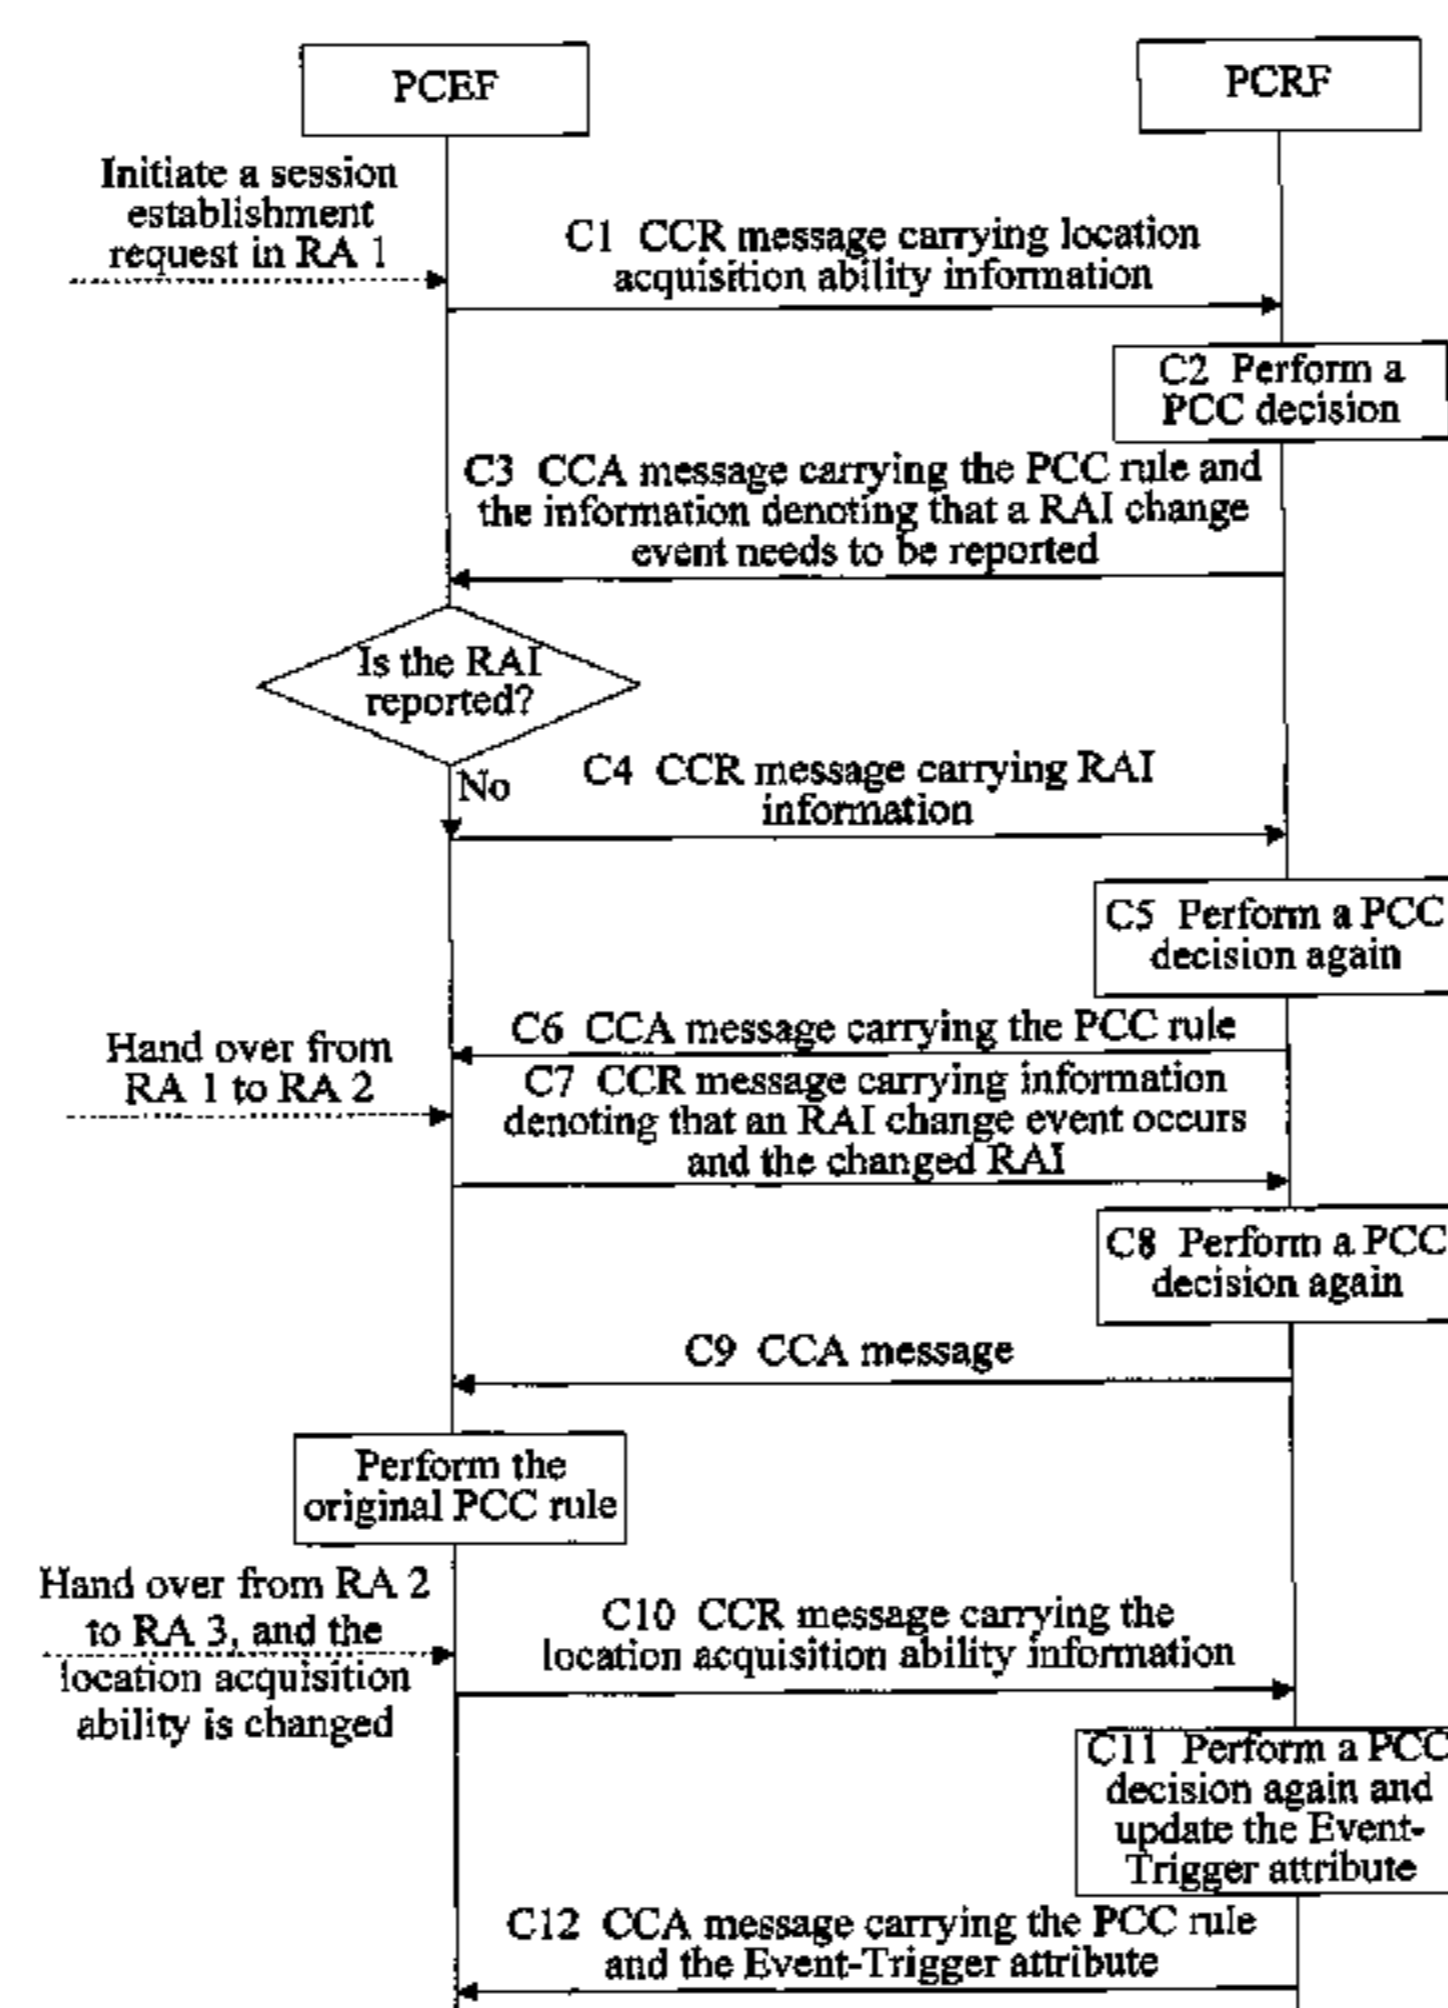 PCEF
PCRF
Initiate a session
establishment
request in RA 1
C1 CCR message carrying location
acquisition ability information
C2 Perform a
PCC decision
C3 CCA message carrying the PCC rule and
the information denoting that a RAI change
event needs to be reported
Is the RAI
reported?
No
C4 CCR message carrying RAI
information
C5 Perform a PCC
decision again
C6 CCA message carrying the PCC rule
Hand over from
RA 1 to RA 2
C7 CCR message carrying information
denoting that an RAI change event occurs
and the changed RAI
C8 Perform a PCC
decision again
C9 CCA message
Perform the
original PCC rule
Hand over from RA 2
to RA 3, and the
location acquisition
ability is changed
C10 CCR message carrying the
location acquisition ability information
C11 Perform a PCC
decision again and
update the Event-
Trigger attribute
C12 CCA message carrying the PCC rule
and the Event-Trigger attribute